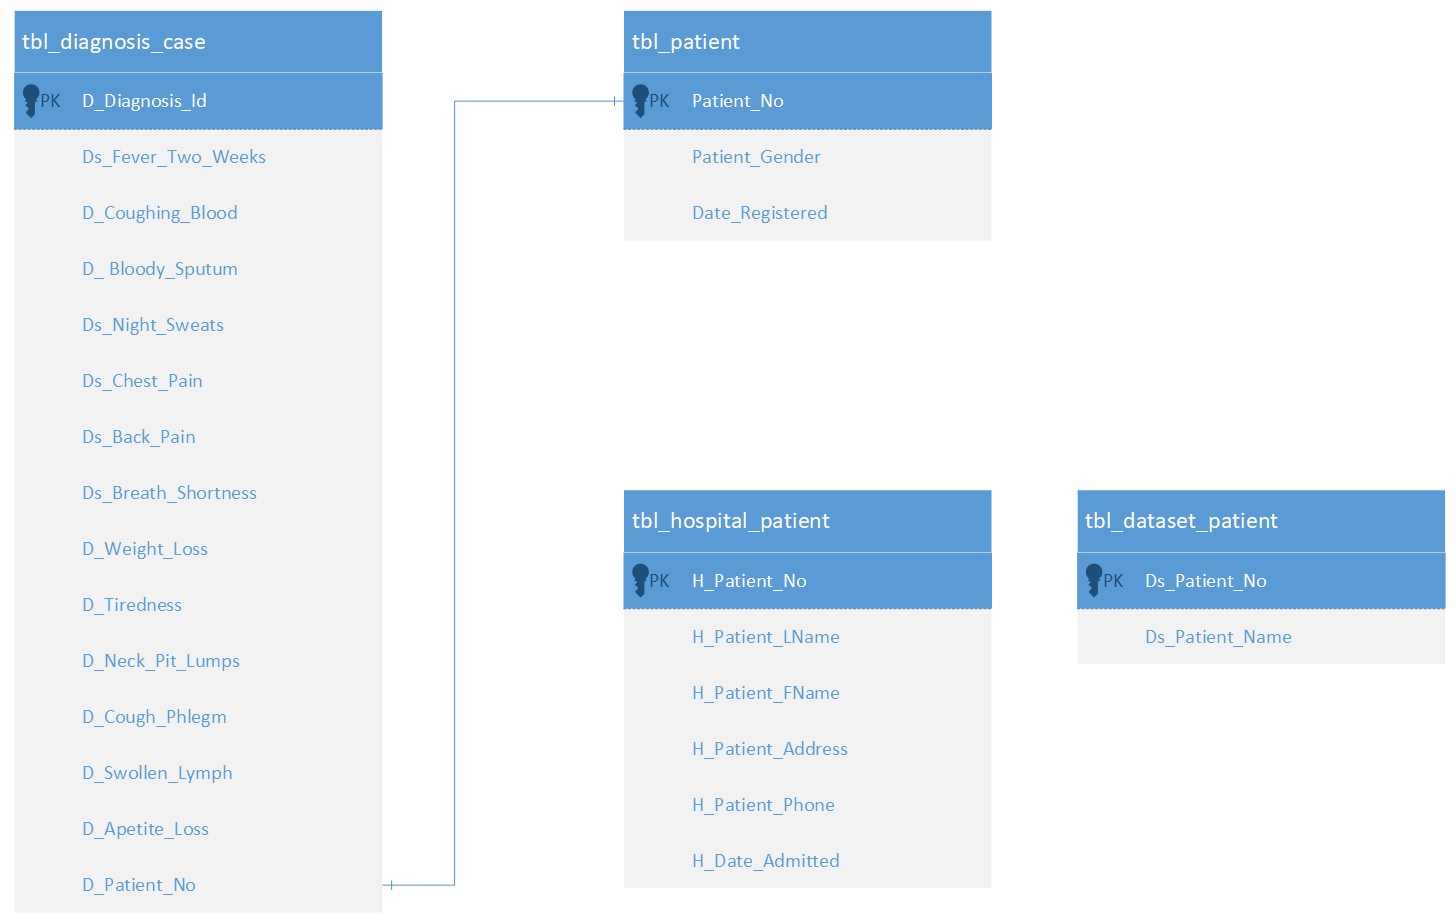 tbl_diagnosis_case
PK D_Diagnosis_Id
Ds_Fever_Two_Weeks
D_Coughing_Blood
D_ Bloody_Sputum
Ds_Night_Sweats
Ds_Chest_Pain
Ds_Back_Pain
Ds_Breath_Shortness
D_Weight_Loss
D_Tiredness
D_Neck_Pit_Lumps
D_Cough_Phlegm
D_Swollen_Lymph
D_Apetite_Loss
D_Patient_No
tbl_patient
PK Patient_No
Patient_Gender
Date_Registered
tbl_hospital_patient
PK H_Patient_No
H_Patient_LName
H_Patient_FName
H_Patient_Address
H_Patient_Phone
H_Date_Admitted
tbl_dataset_patient
PK Ds_Patient_No
Ds_Patient_Name